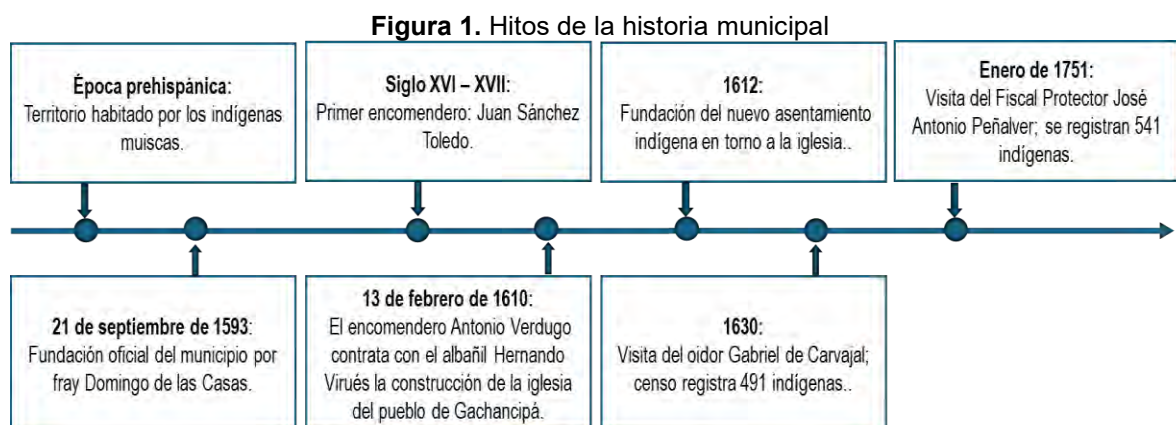 Figura 1. Hitos de la historia municipal
Época prehispánica:
Territorio habitado por los indígenas
muiscas.
Siglo XVI – XVII:
Primer encomendero: Juan Sánchez
Toledo.
1612:
Fundación del nuevo asentamiento
indígena en torno a la iglesia..
Enero de 1751:
Visita del Fiscal Protector José
Antonio Peñalver; se registran 541
indígenas.
21 de septiembre de 1593:
Fundación oficial del municipio por
fray Domingo de las Casas.
13 de febrero de 1610:
El encomendero Antonio Verdugo
contrata con el albañil Hernando
Virués la construcción de la iglesia
del pueblo de Gachancipá.
1630:
Visita del oidor Gabriel de Carvajal;
censo registra 491 indígenas..